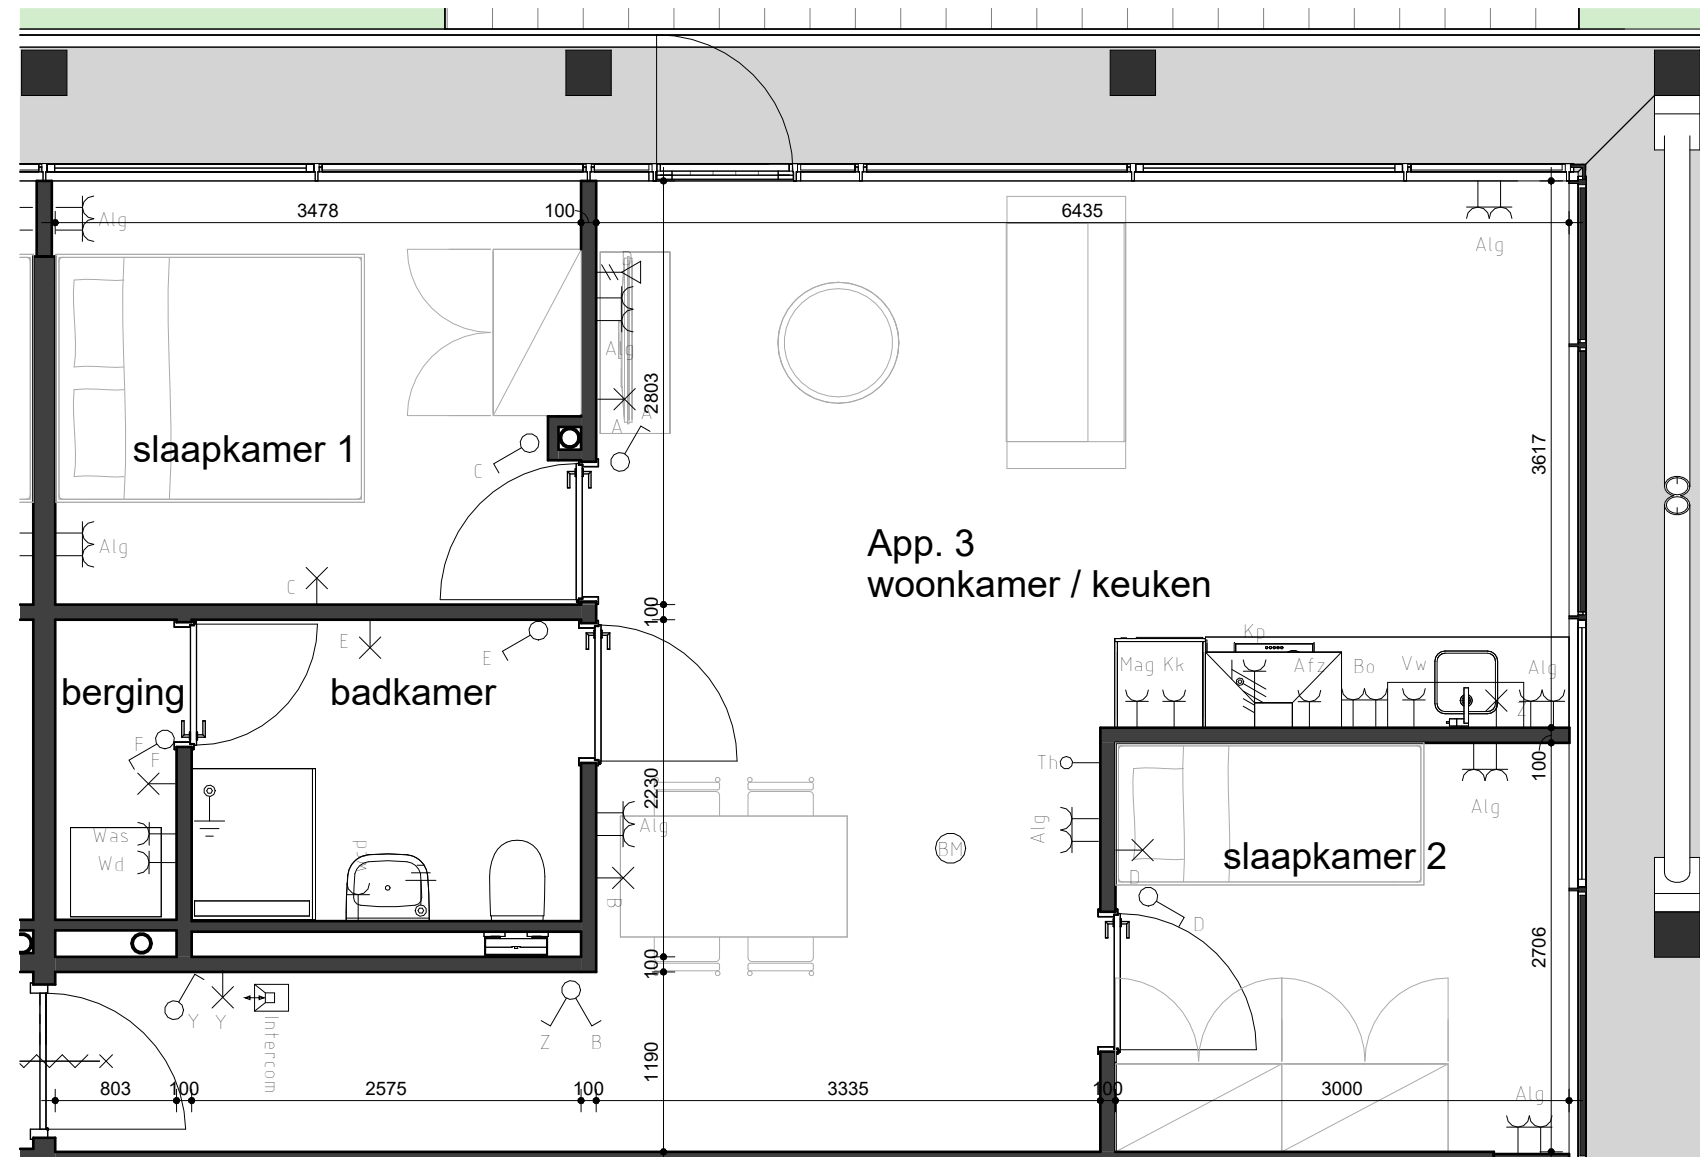 3478
100
6435
Alg
Alg
Alg
2803
A
A
slaapkamer 1
C
3617
Alg
App. 3
woonkamer / keuken
C
100
E
E
Kp
Mag
Kk
Afz
Bo
Vw
Alg
Z
berging
badkamer
F
F
Th
100
2230
Alg
Alg
Alg
Was
Wd
BM
slaapkamer 2
D
D
B
2706
100
Y
Y
Intercom
Z
B
1190
803
100
2575
100
3335
100
3000
Alg